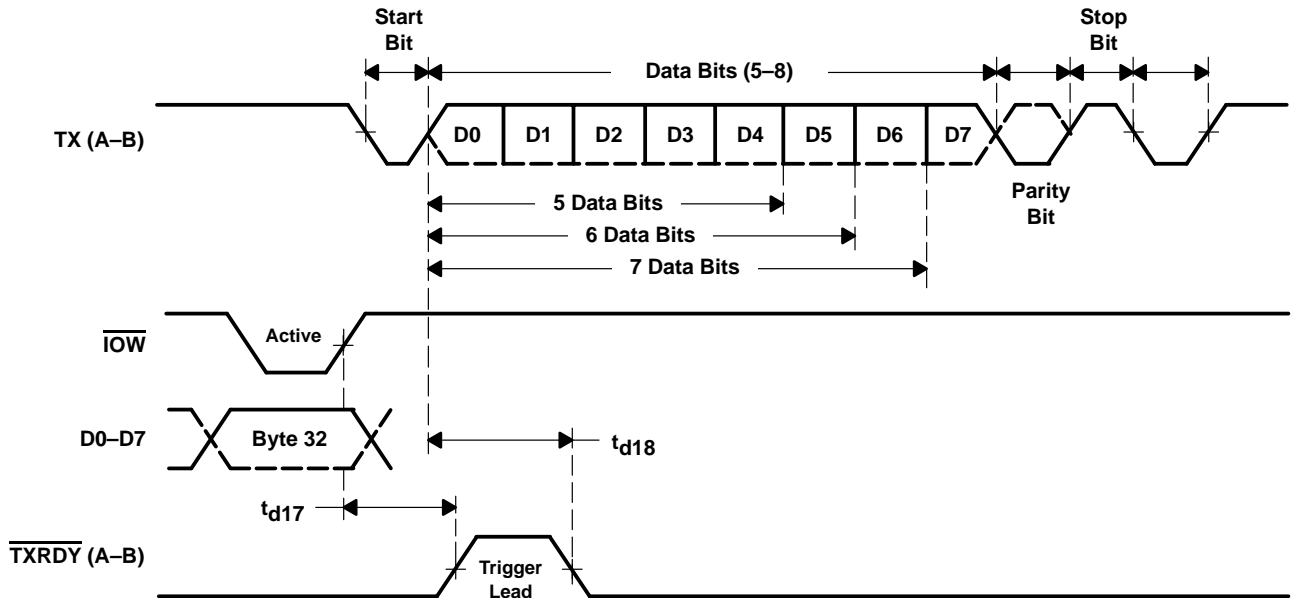 Start
Bit
Stop
Bit
Data Bits (5–8)
TX (A–B)
D0 D1 D2 D3 D4 D5 D6 D7
Parity
Bit
5 Data Bits
6 Data Bits
7 Data Bits
IOW
Active
D0–D7
Byte 32
td18
td17
TXRDY (A–B)
Trigger
Lead